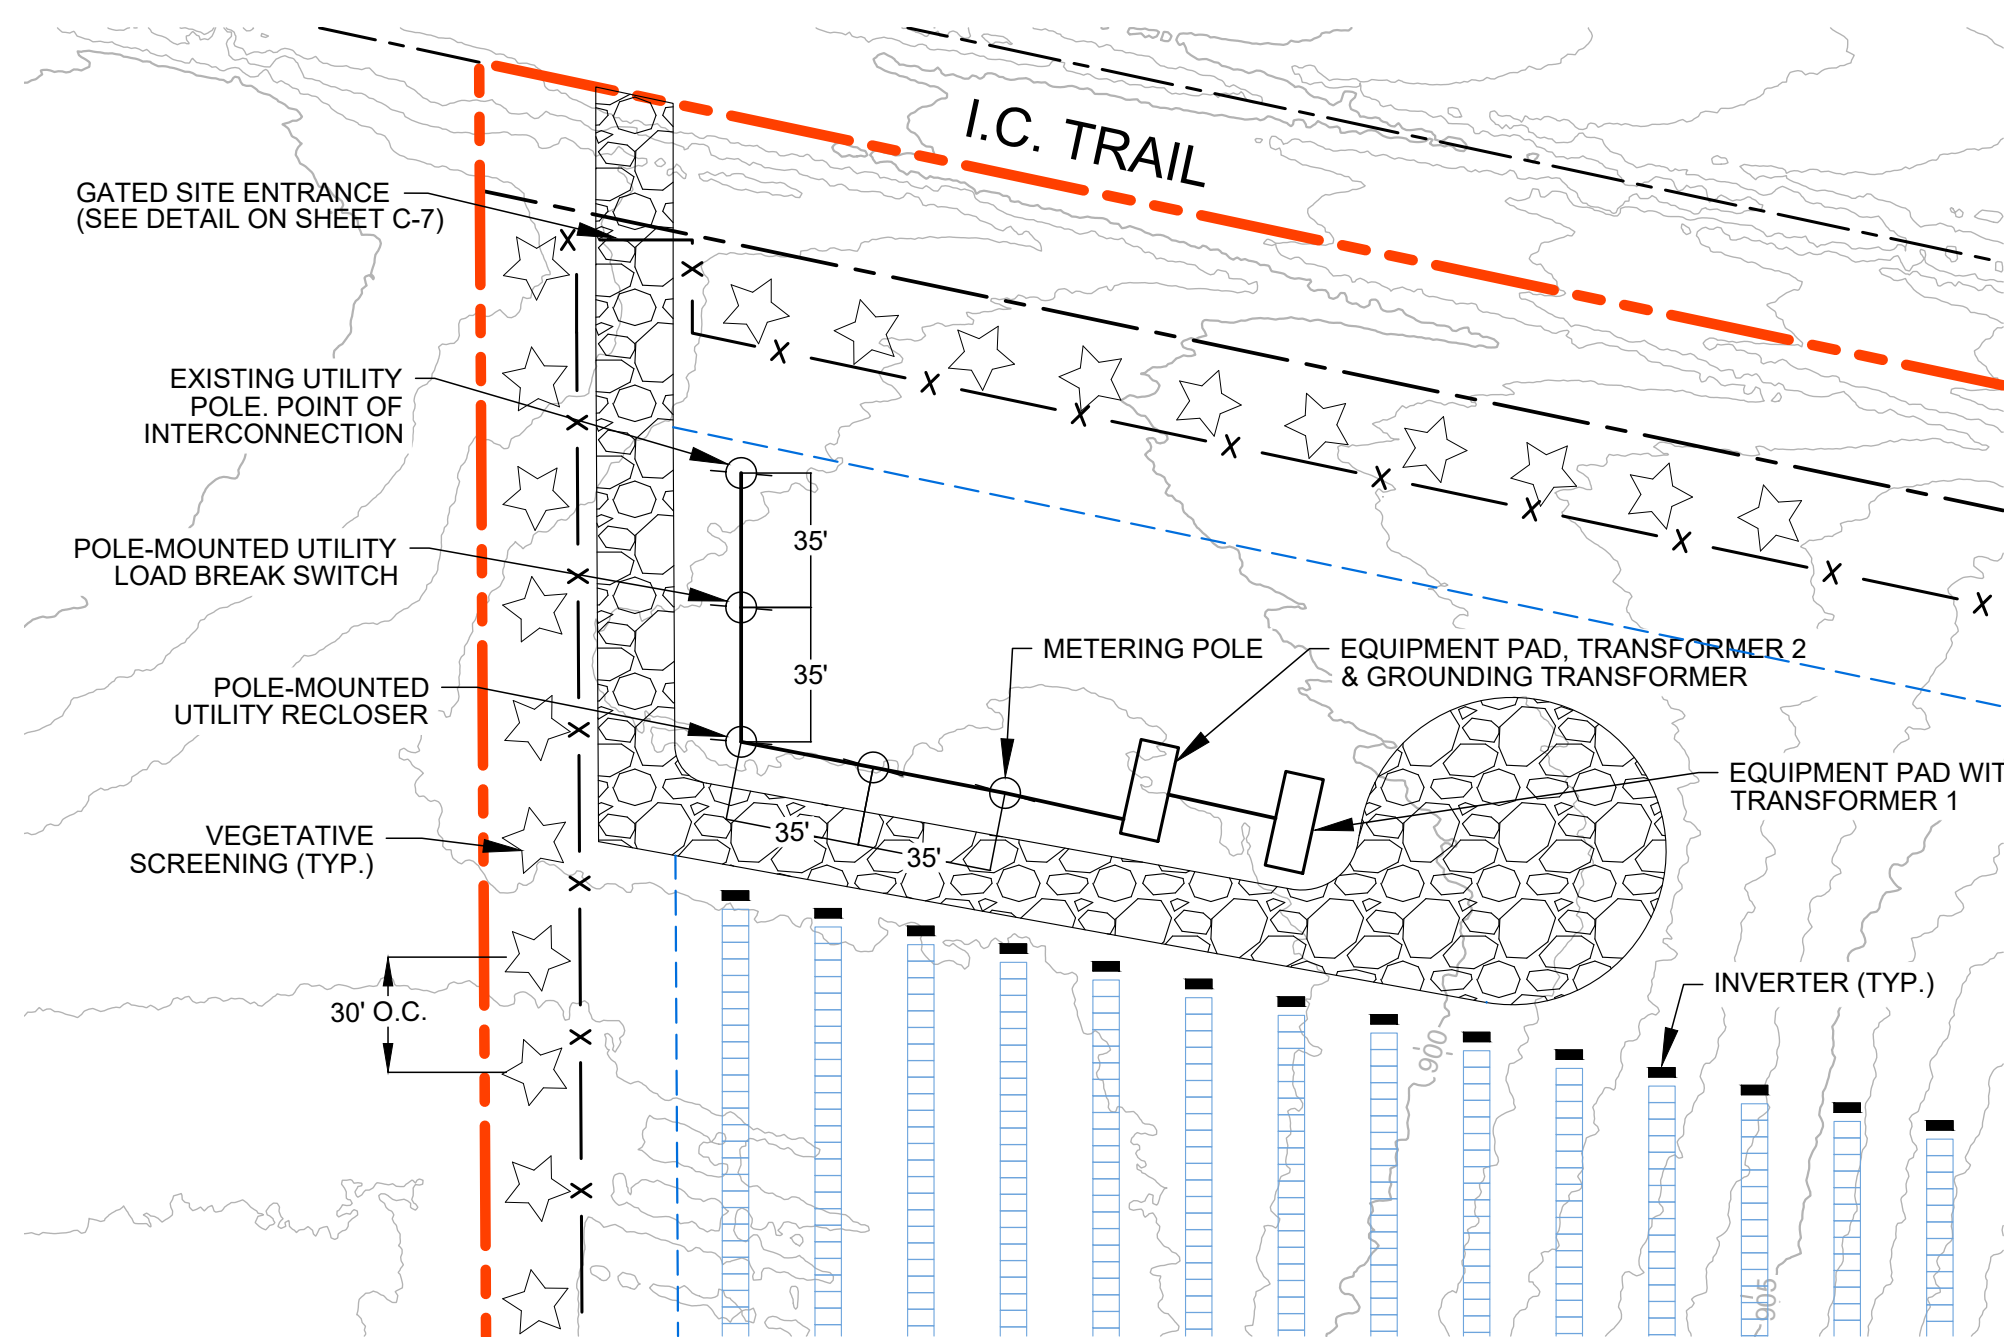 I.C. TRAIL
GATED SITE ENTRANCE
(SEE DETAIL ON SHEET C-7)
EXISTING UTILITY
POLE. POINT OF
INTERCONNECTION
35'
POLE-MOUNTED UTILITY
LOAD BREAK SWITCH
METERING POLE
EQUIPMENT PAD, TRANSFORMER 2
& GROUNDING TRANSFORMER
35'
POLE-MOUNTED
UTILITY RECLOSER
EQUIPMENT PAD WIT
TRANSFORMER 1
VEGETATIVE
SCREENING (TYP.)
35'
35'
INVERTER (TYP.)
30' O.C.
900
905